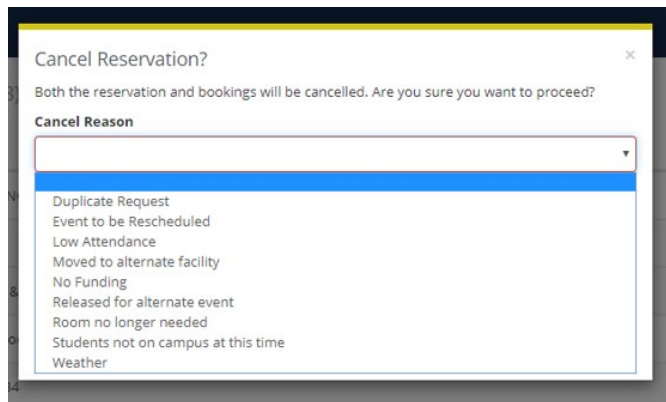 Cancel Reservation?
×
Both the reservation and bookings will be cancelled. Are you sure you want to proceed?
Cancel Reason
Duplicate Request
Event to be Rescheduled
Low Attendance
Moved to alternate facility
No Funding
Released for alternate event
Room no longer needed
Students not on campus at this time
Weather